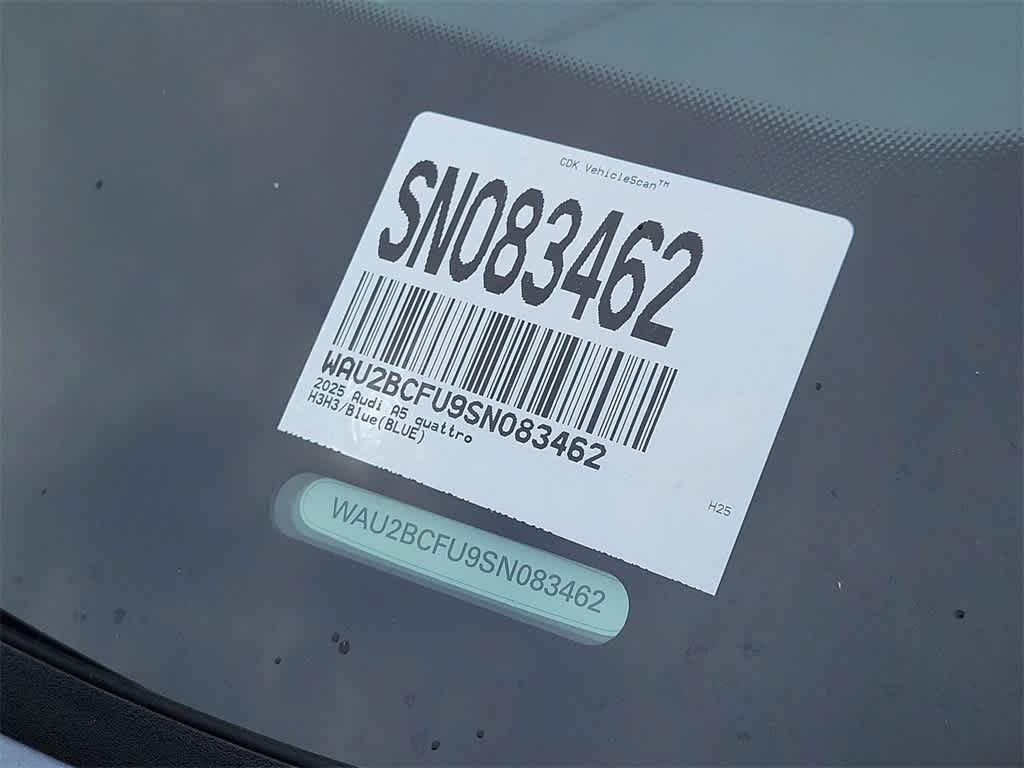 CDK VehicleScan™
SN083462
WAU2BCFU9SN083462
2025 Audi A5 quattro
H3H3/Blue(BLUE)
H25
WAU2BCFU9SN083462